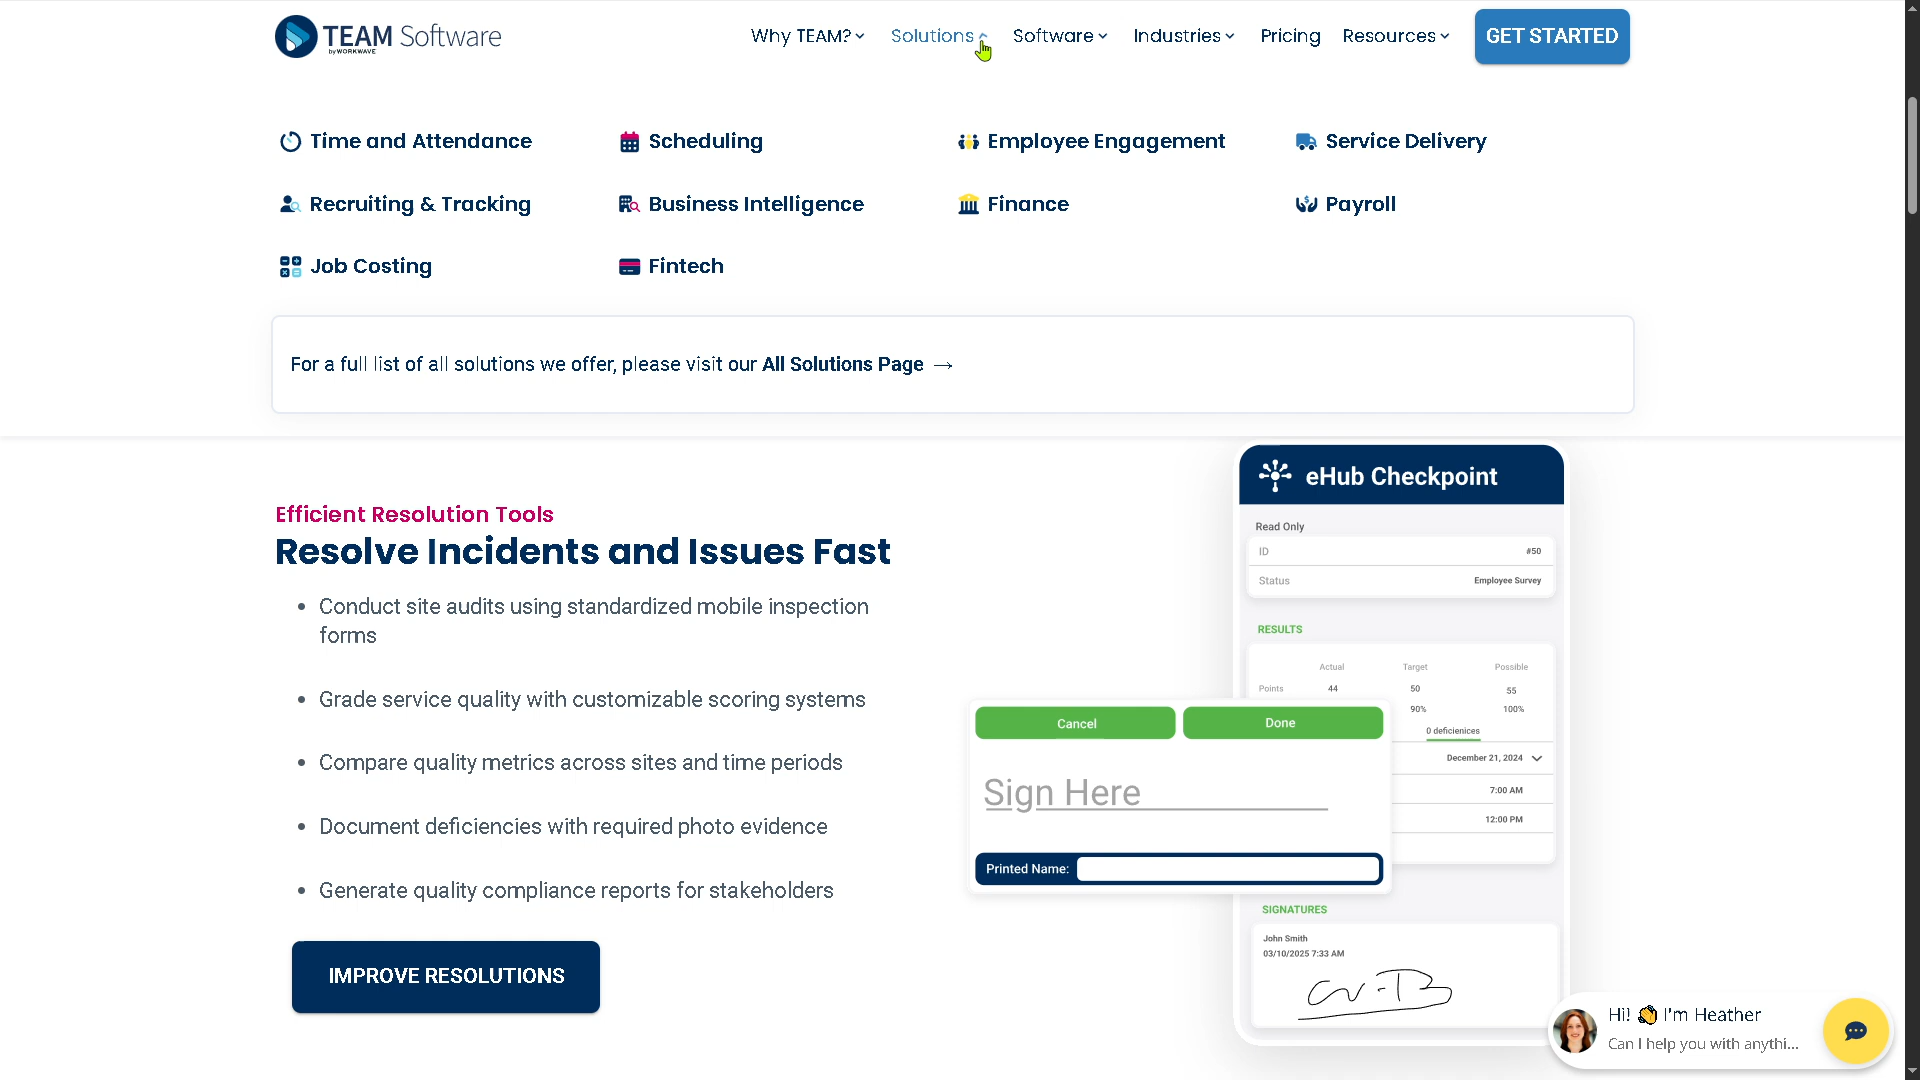 TEAM Software
by WORKWAVE
Why TEAM?
Solutions
Software
Industries
Pricing
Resources
GET STARTED
Time and Attendance
Scheduling
Employee Engagement
Service Delivery
Recruiting & Tracking
Business Intelligence
Finance
Payroll
Job Costing
Fintech
For a full list of all solutions we offer, please visit our All Solutions Page →
Efficient Resolution Tools
Resolve Incidents and Issues Fast
• Conduct site audits using standardized mobile inspection
forms
• Grade service quality with customizable scoring systems
• Compare quality metrics across sites and time periods
• Document deficiencies with required photo evidence
• Generate quality compliance reports for stakeholders
IMPROVE RESOLUTIONS
eHub Checkpoint
Read Only
ID #50
Status Employee Survey
RESULTS
Actual Target Possible
Points 44 50 55
90% 100%
0 deficienices
December 21, 2024
7:00 AM
12:00 PM
Cancel
Done
Sign Here
Printed Name:
SIGNATURES
John Smith
03/10/2025 7:33 AM
Hi! 👋 I'm Heather
Can I help you with anythi...